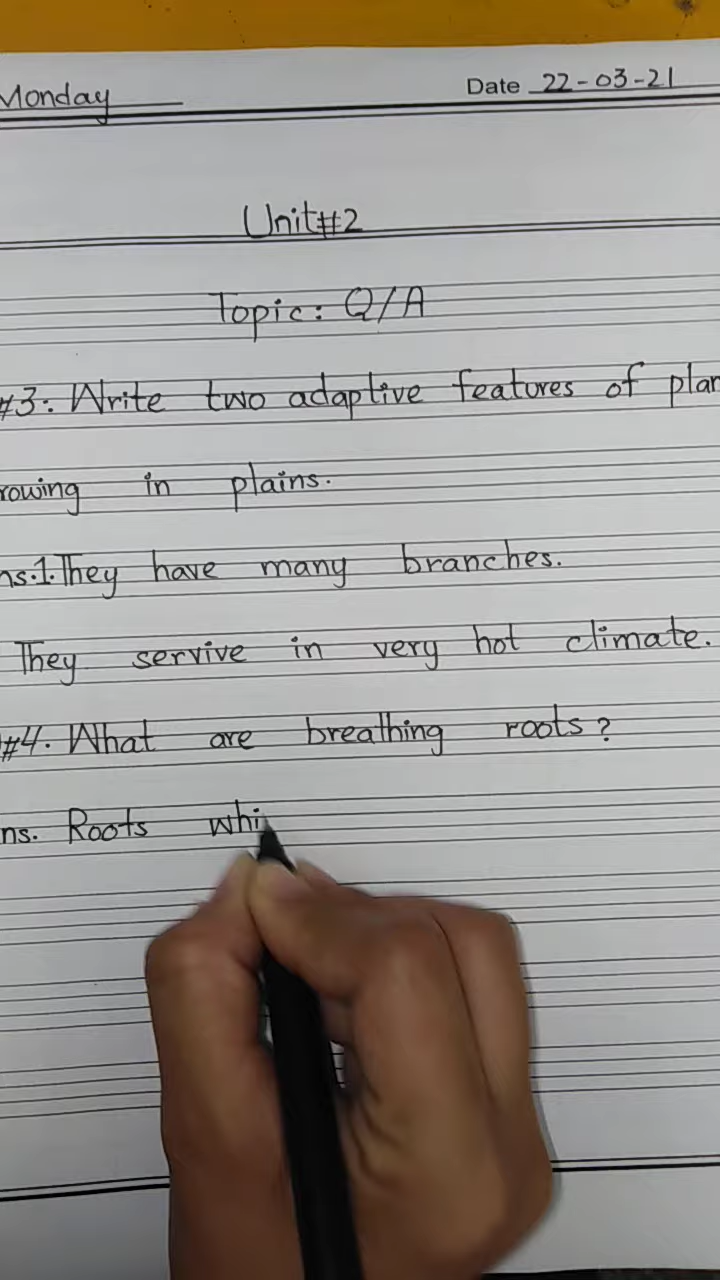 Monday Date 22-03-21
Unit#2
Topic: Q/A
#3: Write two adaptive features of plan
rowing in plains.
ns.1.They have many branches.
They servive in very hot climate.
#4. What are breathing roots?
ns. Roots whi